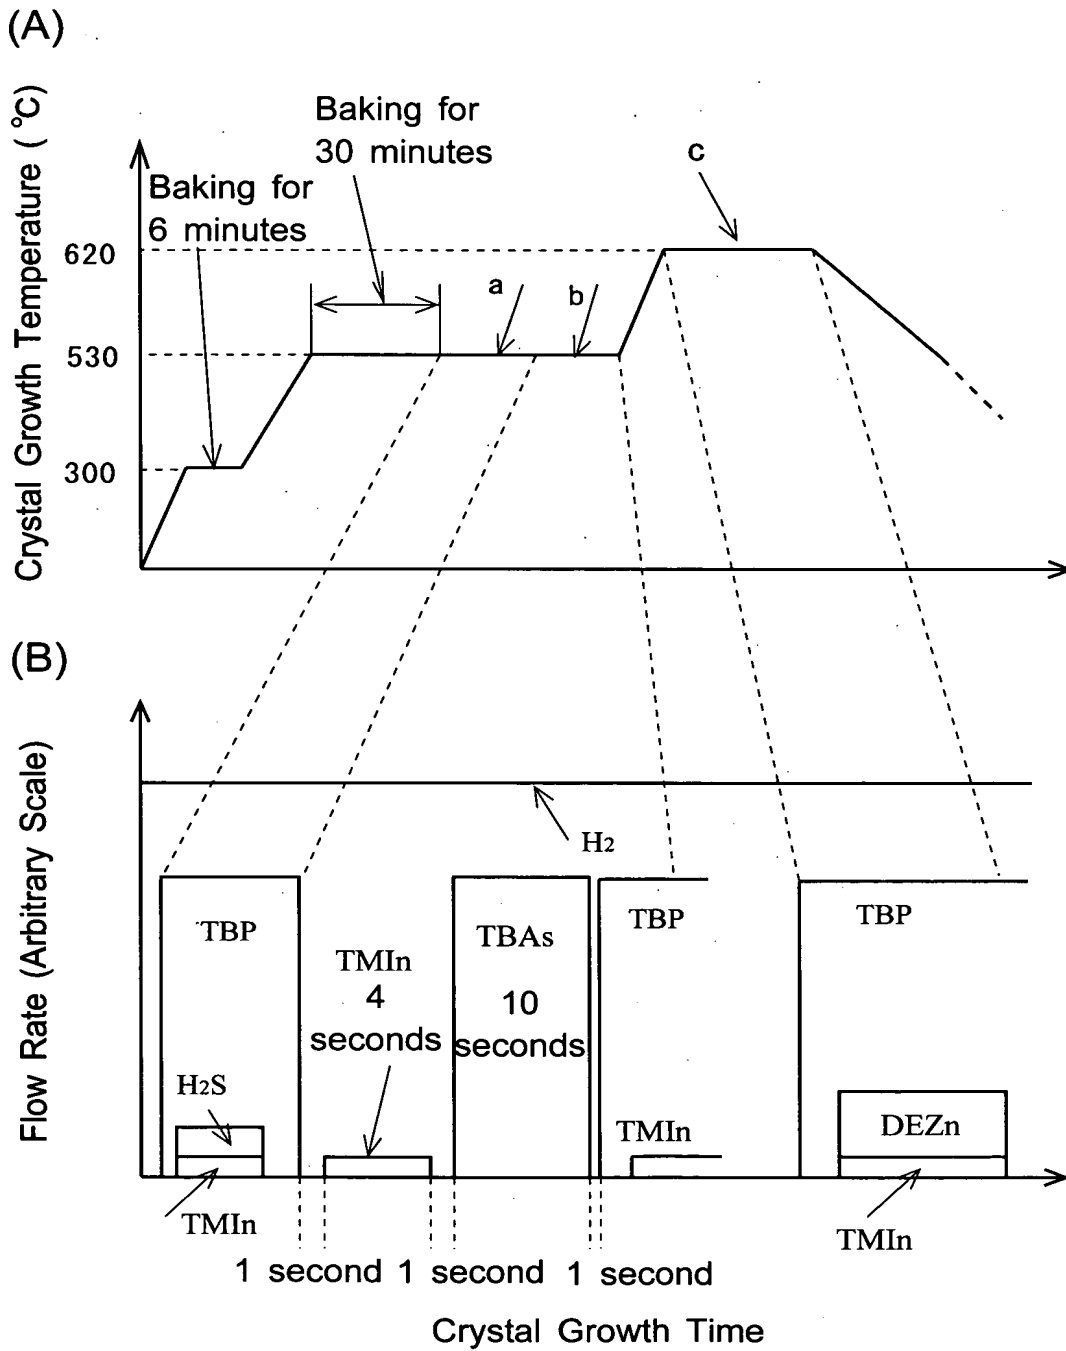 (A)
Crystal Growth Temperature (℃)
Baking for
30 minutes
c
Baking for
6 minutes
620
a
b
530
300
(B)
Flow Rate (Arbitrary Scale)
H2
TBP
TBAs
TBP
TBP
TMIn
4
seconds
10
seconds
H2S
TMIn
DEZn
TMIn
TMIn
1 second
1 second
1 second
Crystal Growth Time